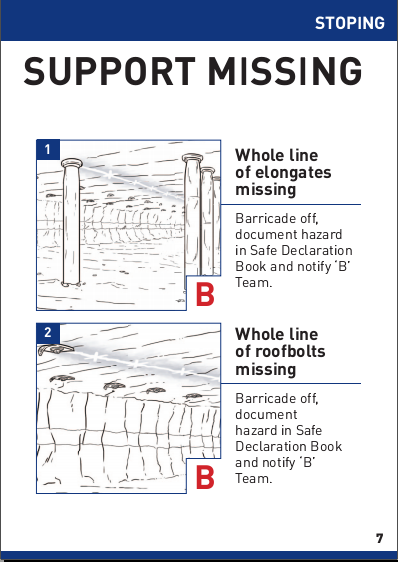 STOPING
SUPPORT MISSING
1
Whole line
of elongates
missing
Barricade off,
document hazard
in Safe Declaration
Book and notify ‘B’
Team.
B
2
Whole line
of roofbolts
missing
Barricade off,
document
hazard in Safe
Declaration Book
and notify ‘B’
Team.
B
7